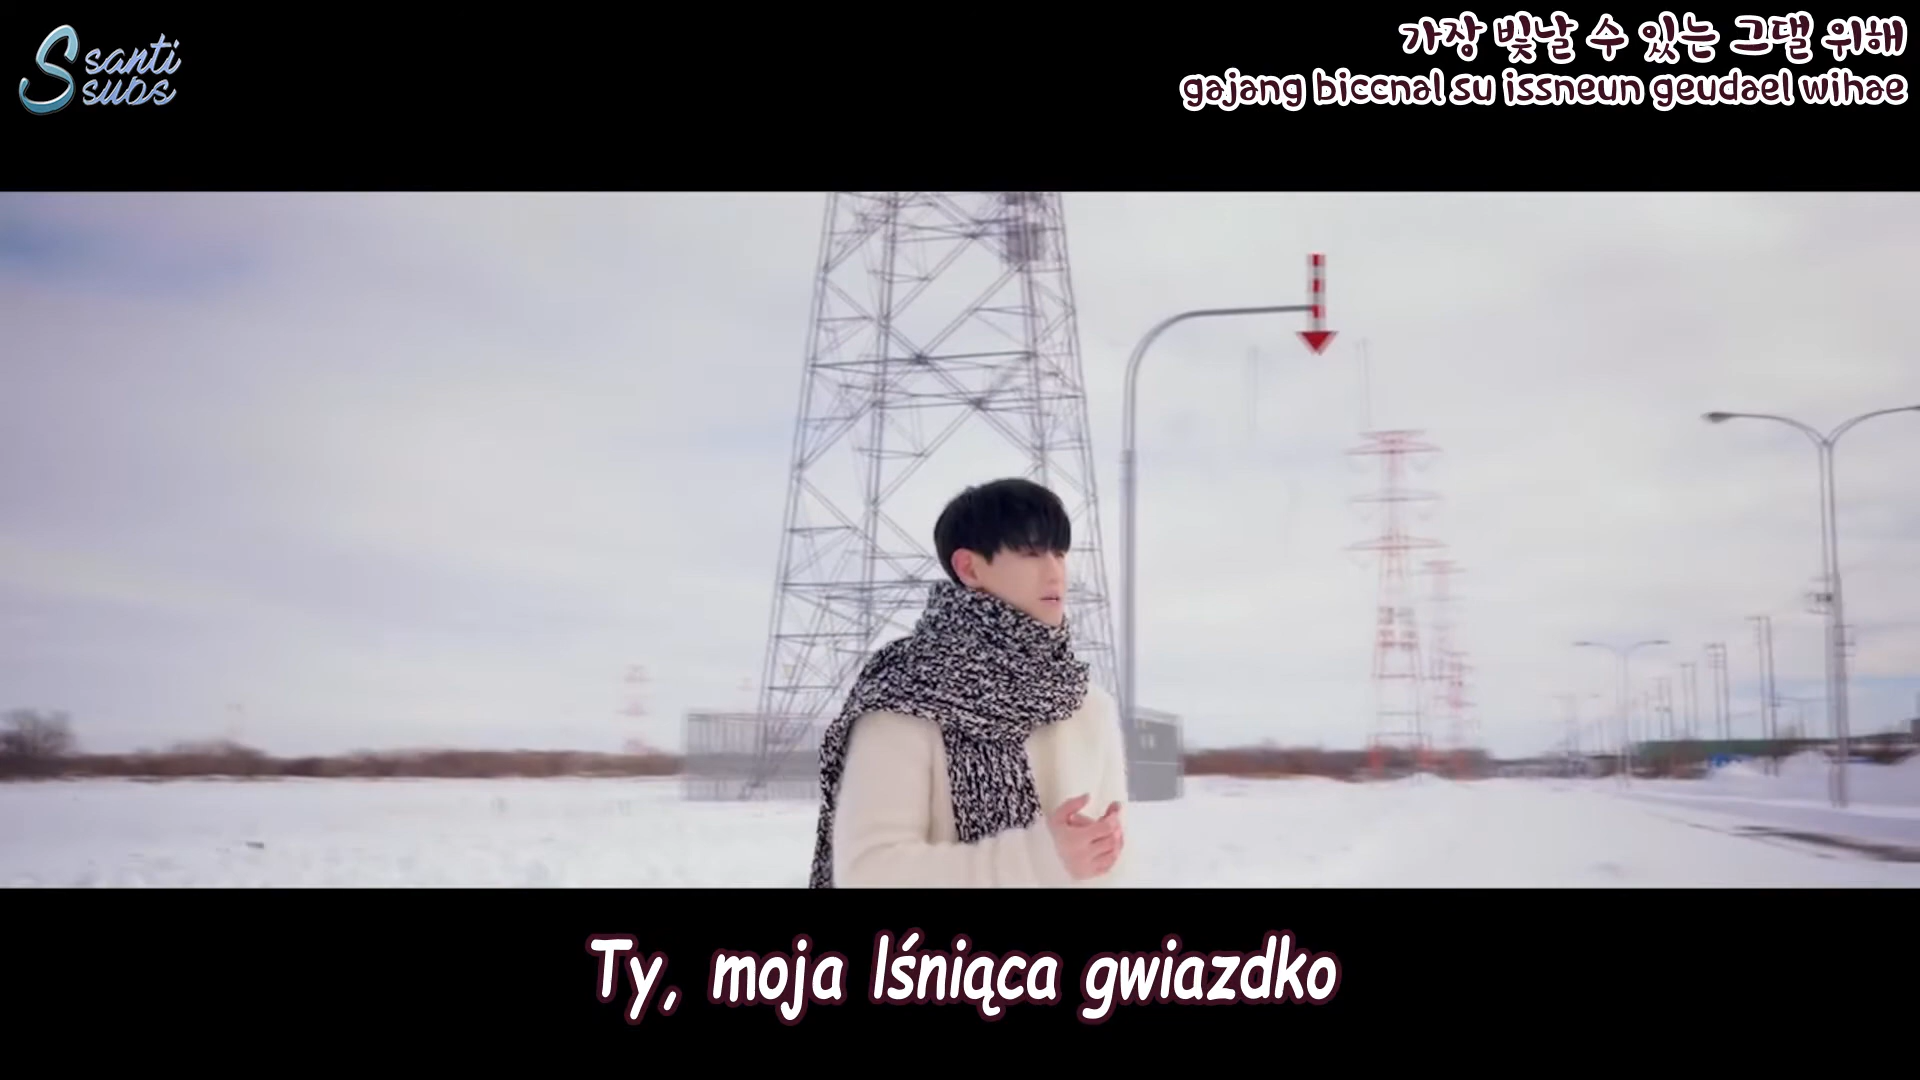 Ssanti
subs
가장 빛날 수 있는 그댈 위해
gajang biccnal su issneun geudael wihae
Ty, moja lśniąca gwiazdko